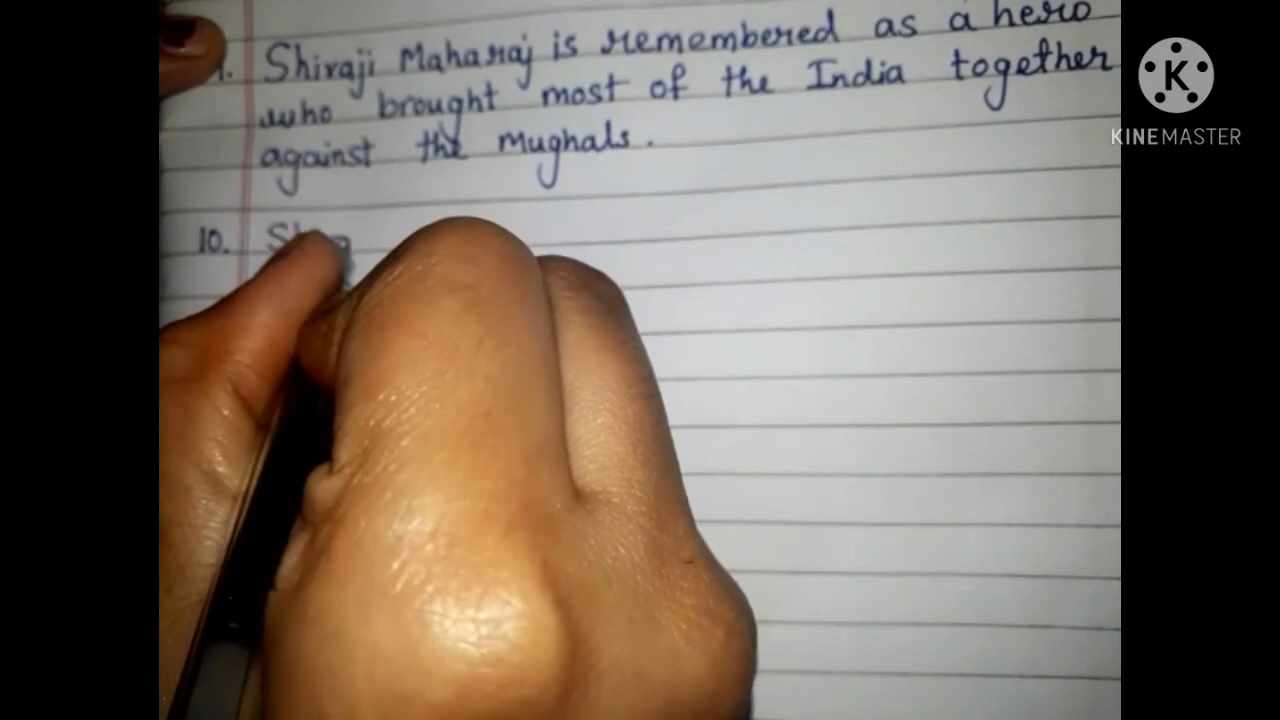 Shivaji Maharaj is remembered as a hero
who brought most of the India together
against the Mughals.
10.
K
KINEMASTER